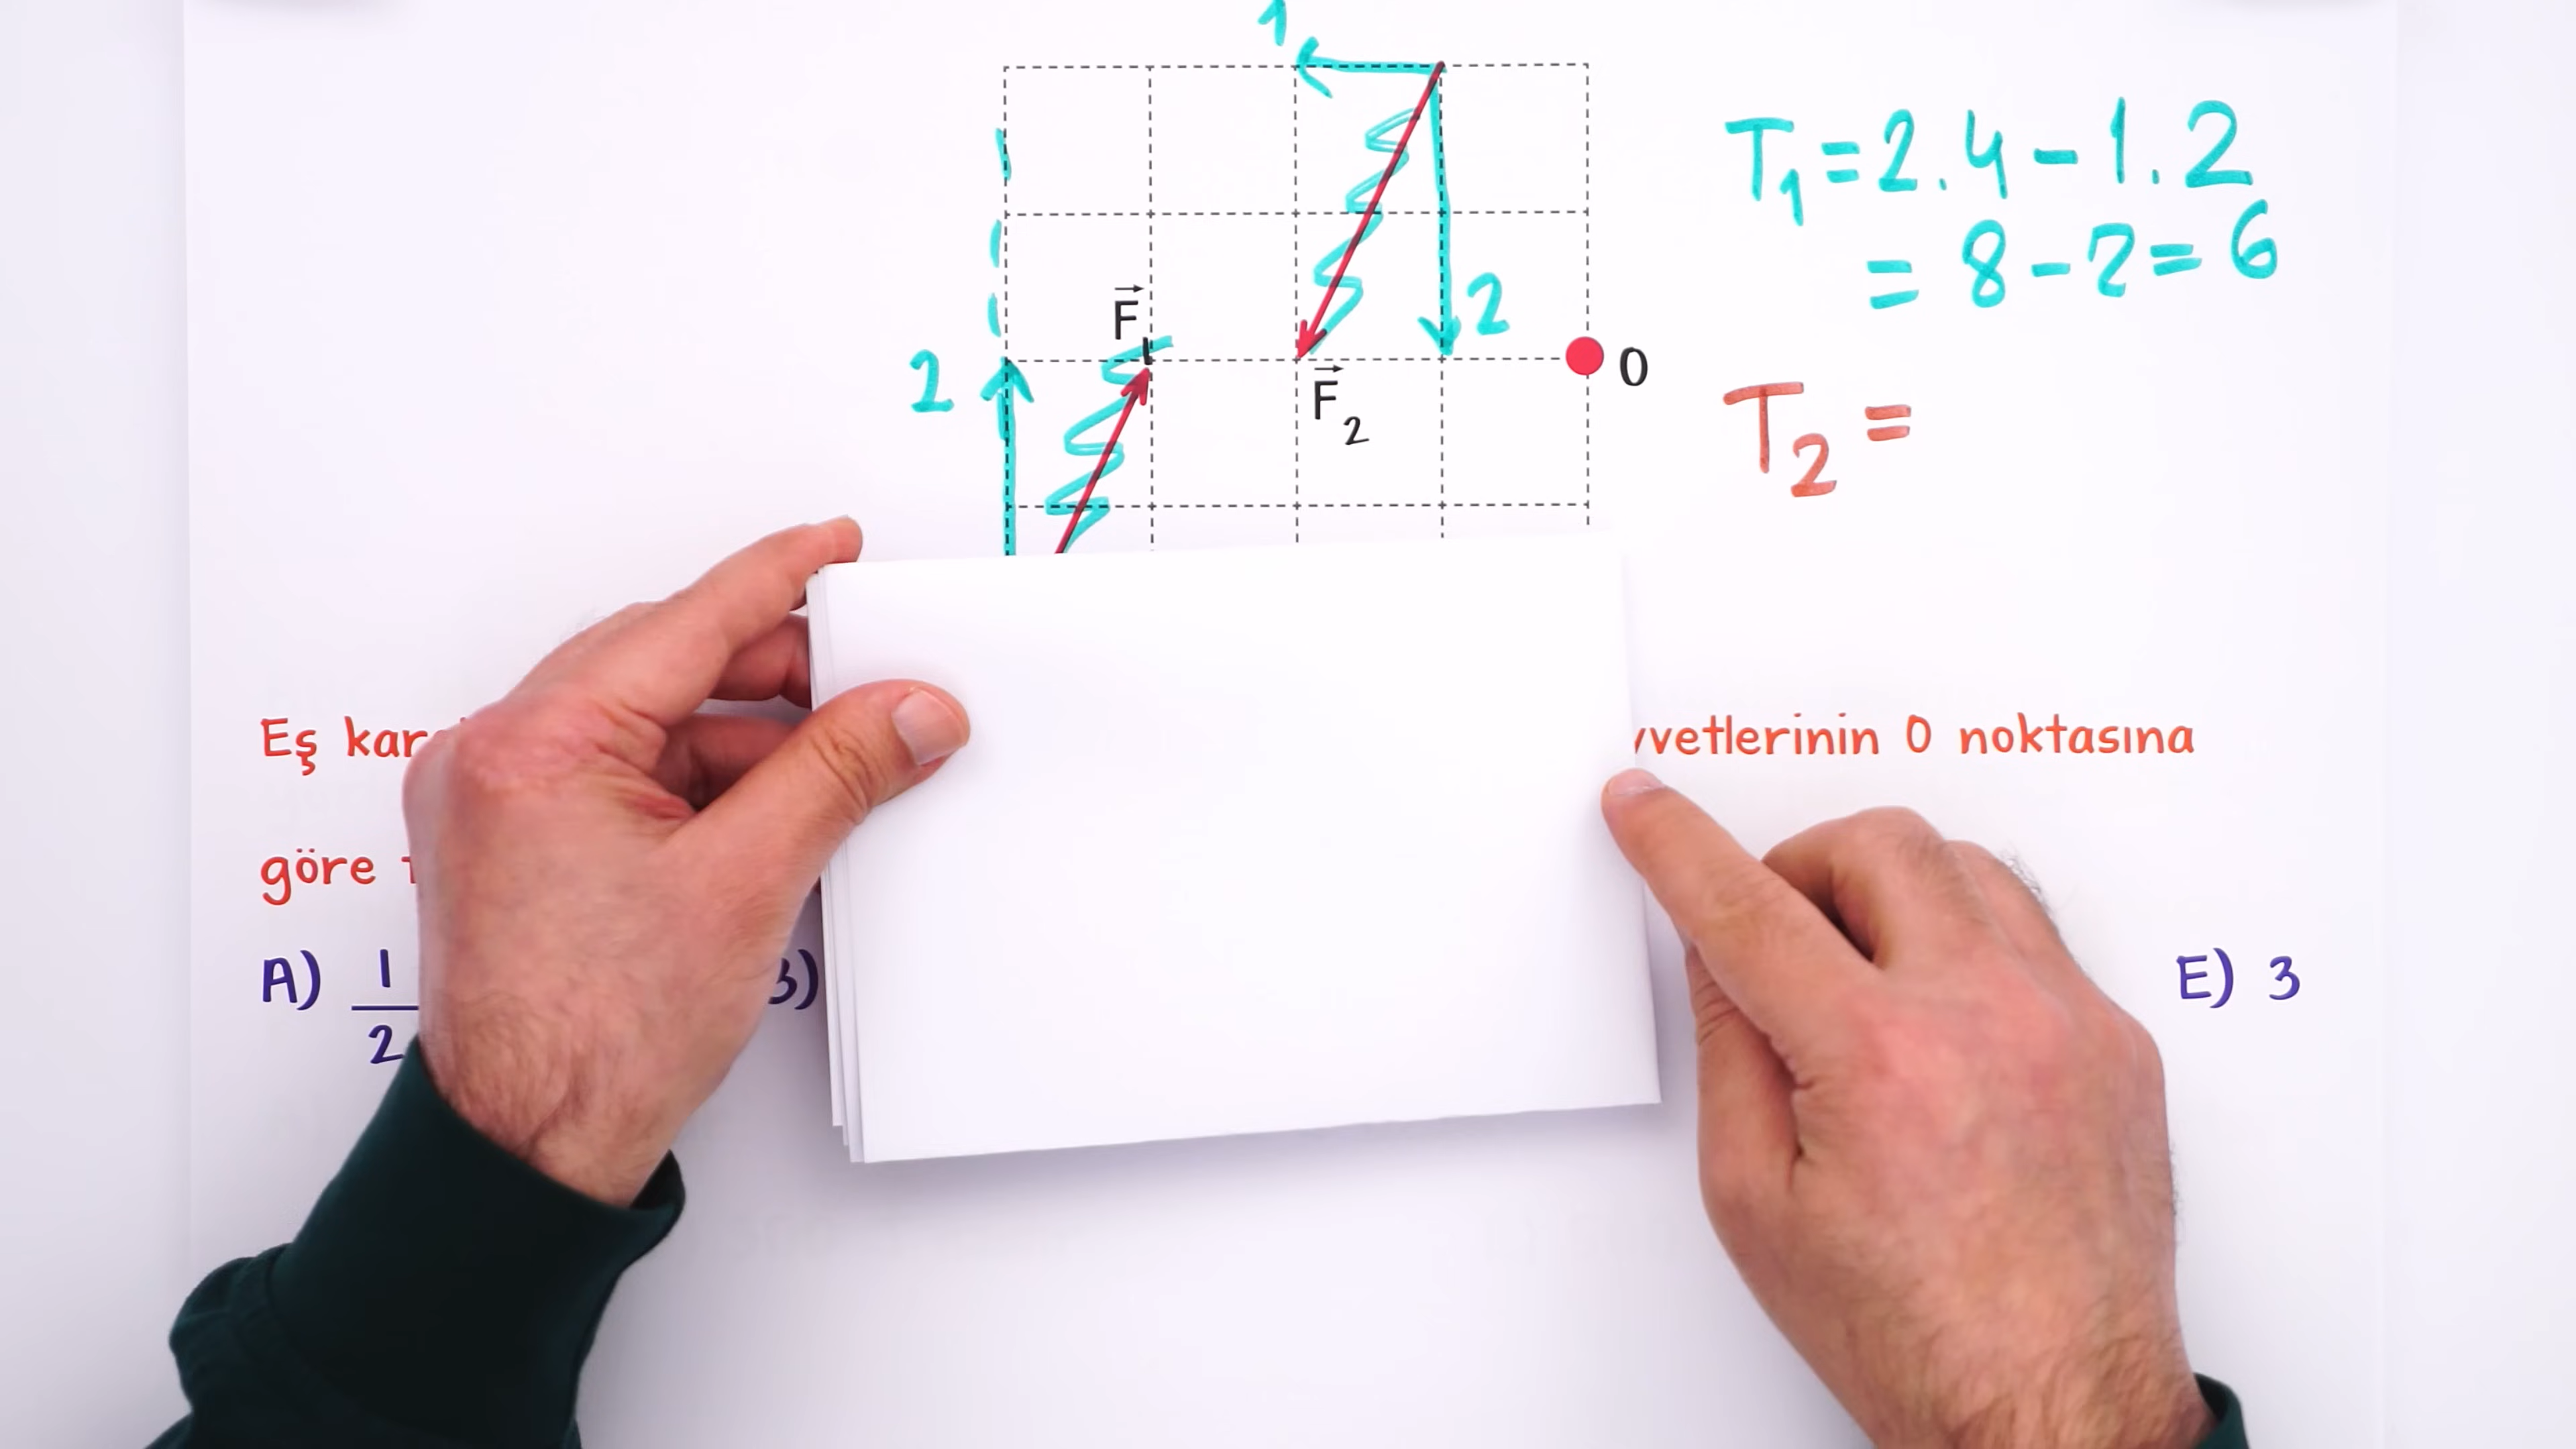 1
T₁ = 2.4 - 1.2
= 8 - 2 = 6
2
F₁
2
F₂
0
T₂ =
Eş
vvetlerinin 0 noktasına
göre
A) 1/2
B)
E) 3